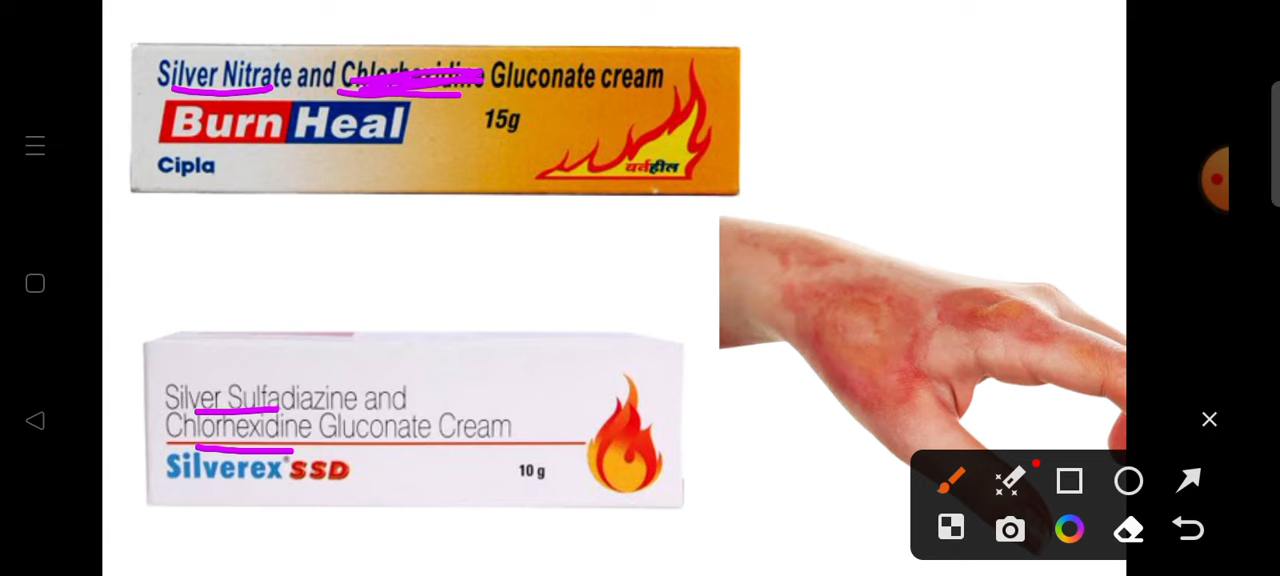 Silver Nitrate and Chlorhexidine Gluconate cream
Burn Heal
15g
Cipla
बर्नहील
Silver Sulfadiazine and
Chlorhexidine Gluconate Cream
Silverex® SSD
10 g